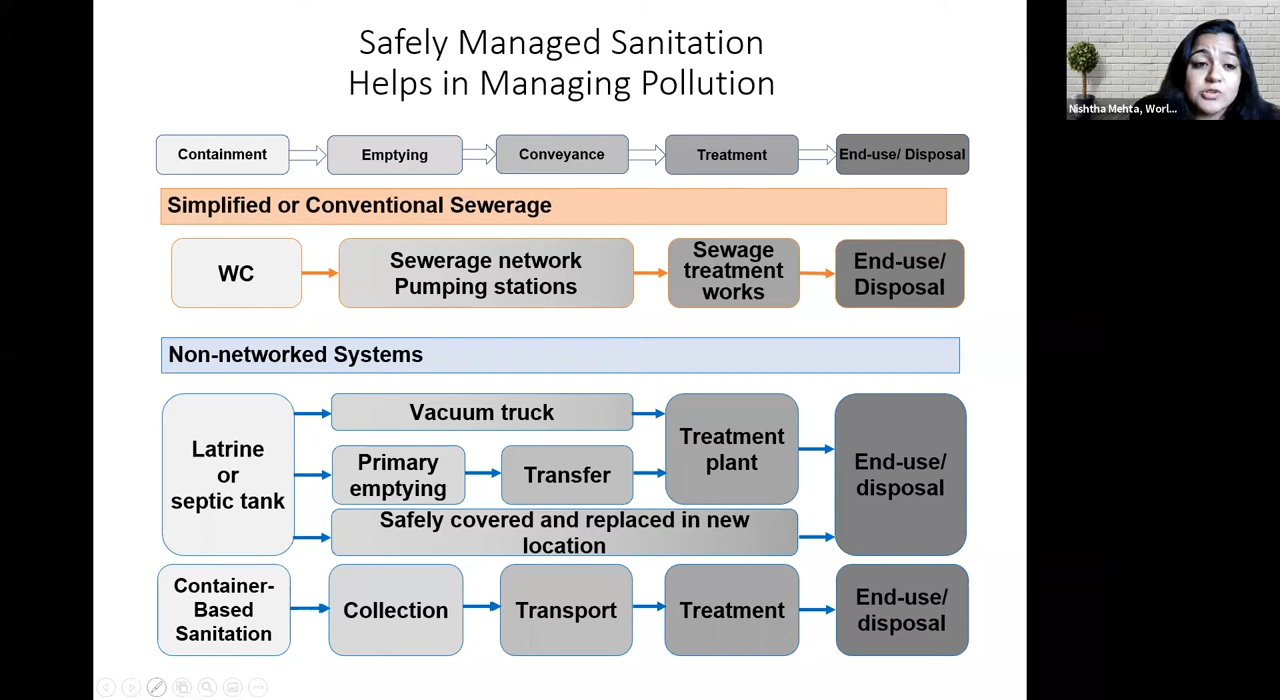 Safely Managed Sanitation
Helps in Managing Pollution
Nishtha Mehta, Worl...
Containment
Emptying
Conveyance
Treatment
End-use/ Disposal
Simplified or Conventional Sewerage
WC
Sewerage network
Pumping stations
Sewage
treatment
works
End-use/
Disposal
Non-networked Systems
Latrine
or
septic tank
Vacuum truck
Primary
emptying
Transfer
Treatment
plant
Safely covered and replaced in new
location
End-use/
disposal
Container-
Based
Sanitation
Collection
Transport
Treatment
End-use/
disposal